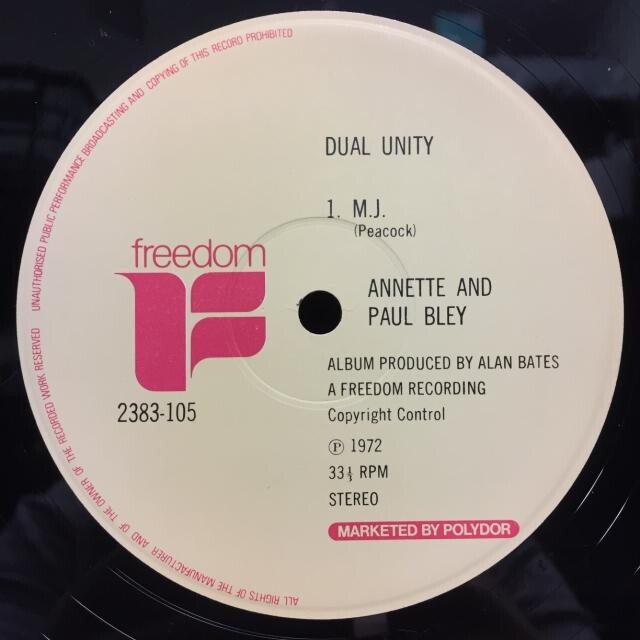 DUAL UNITY
1. M.J.
(Peacock)
freedom
ANNETTE AND
PAUL BLEY
2383-105
ALBUM PRODUCED BY ALAN BATES
A FREEDOM RECORDING
Copyright Control
Ⓟ 1972
33⅓ RPM
STEREO
MARKETED BY POLYDOR
ALL RIGHTS OF THE MANUFACTURER AND OF THE OWNER OF THE RECORDED WORK RESERVED UNAUTHORISED PUBLIC PERFORMANCE BROADCASTING AND COPYING OF THIS RECORD PROHIBITED